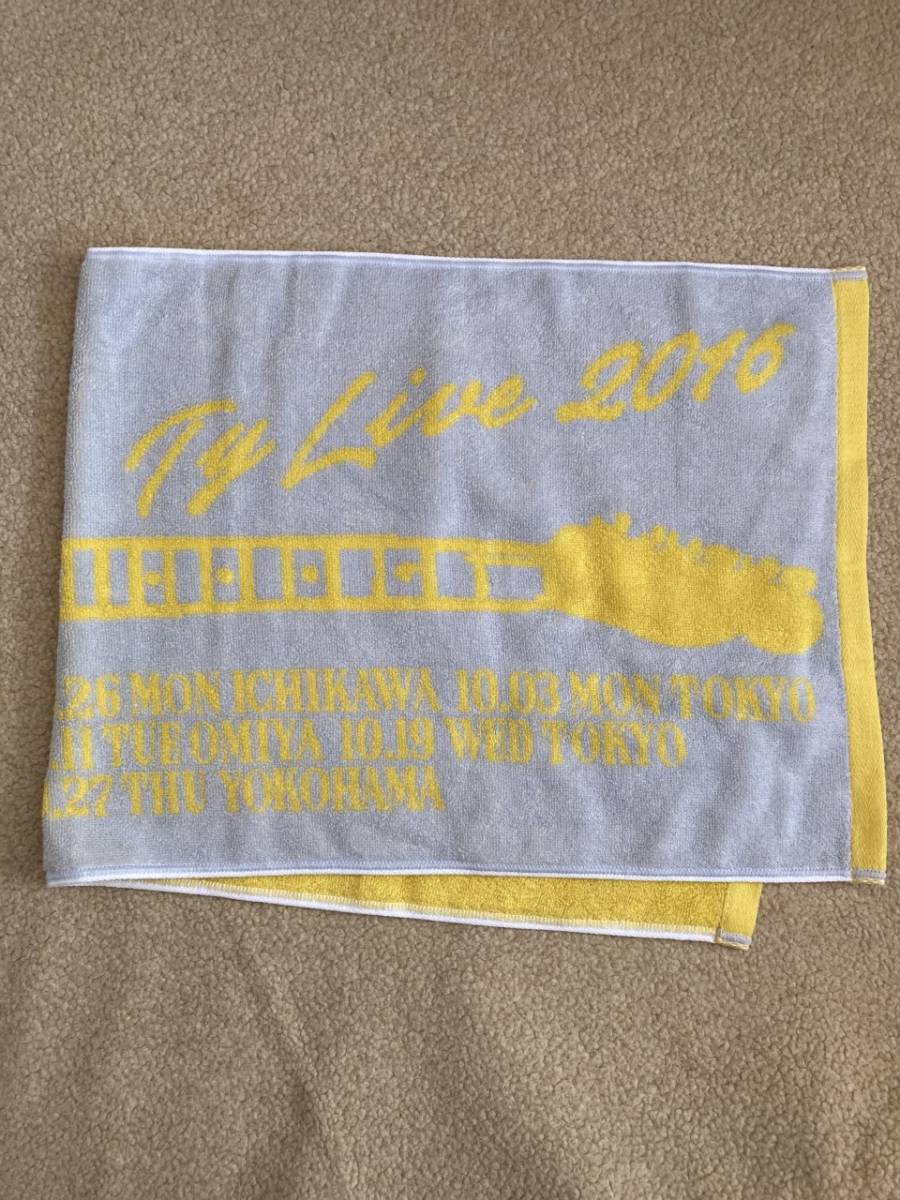 Ty Live 2016
.26 MON ICHIKAWA 10.03 MON TOKYO
.11 TUE OMIYA 10.19 WED TOKYO
.27 THU YOKOHAMA